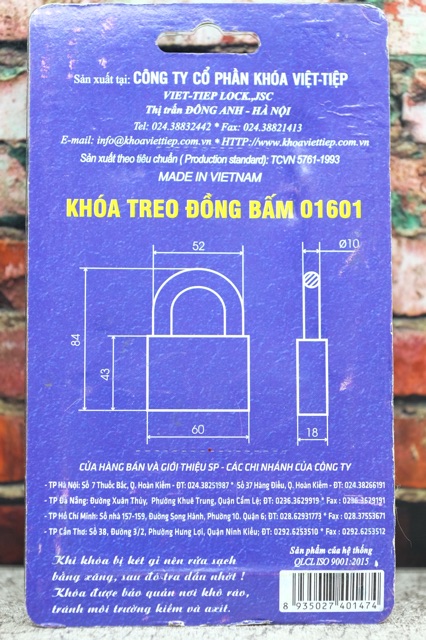 Sản xuất tại: CÔNG TY CỔ PHẦN KHÓA VIỆT-TIỆP
VIET-TIEP LOCK.,JSC
Thị trấn ĐÔNG ANH - HÀ NỘI
Tel: 024.38832442 * Fax: 024.38821413
E-mail: info@khoaviettiep.com.vn * HTTP://www.khoaviettiep.com.vn
Sản xuất theo tiêu chuẩn ( Production standard): TCVN 5761-1993
MADE IN VIETNAM
KHÓA TREO ĐỒNG BẤM 01601
52
Ø10
84
43
60
18
CỬA HÀNG BÁN VÀ GIỚI THIỆU SP - CÁC CHI NHÁNH CỦA CÔNG TY
- TP Hà Nội: Số 7 Thuốc Bắc, Q. Hoàn Kiếm - ĐT: 024.38251987 * Số 37 Hàng Điếu, Q. Hoàn Kiếm - ĐT: 024.38266191
- TP Đà Nẵng: Đường Xuân Thủy, Phường Khuê Trung, Quận Cẩm Lệ; ĐT: 0236.3629919 * Fax : 0236.3629191
- TP Hồ Chí Minh: Số nhà 157-159, Đường Song Hành, Phường 10. Quận 6; ĐT: 028.62931773 * Fax : 028.37553671
- TP Cần Thơ: Số 38, Đường 3/2, Phường Hưng Lợi, Quận Ninh Kiều; ĐT: 0292.6253510 * Fax : 0292.6253512
Khi khóa bị kẹt gỉ nên rửa sạch
bằng xăng, sau đó tra dầu nhớt !
Khóa được bảo quản nơi khô ráo,
tránh môi trường kiềm và axit.
Sản phẩm của hệ thống
QLCL ISO 9001:2015
8 935027 401474